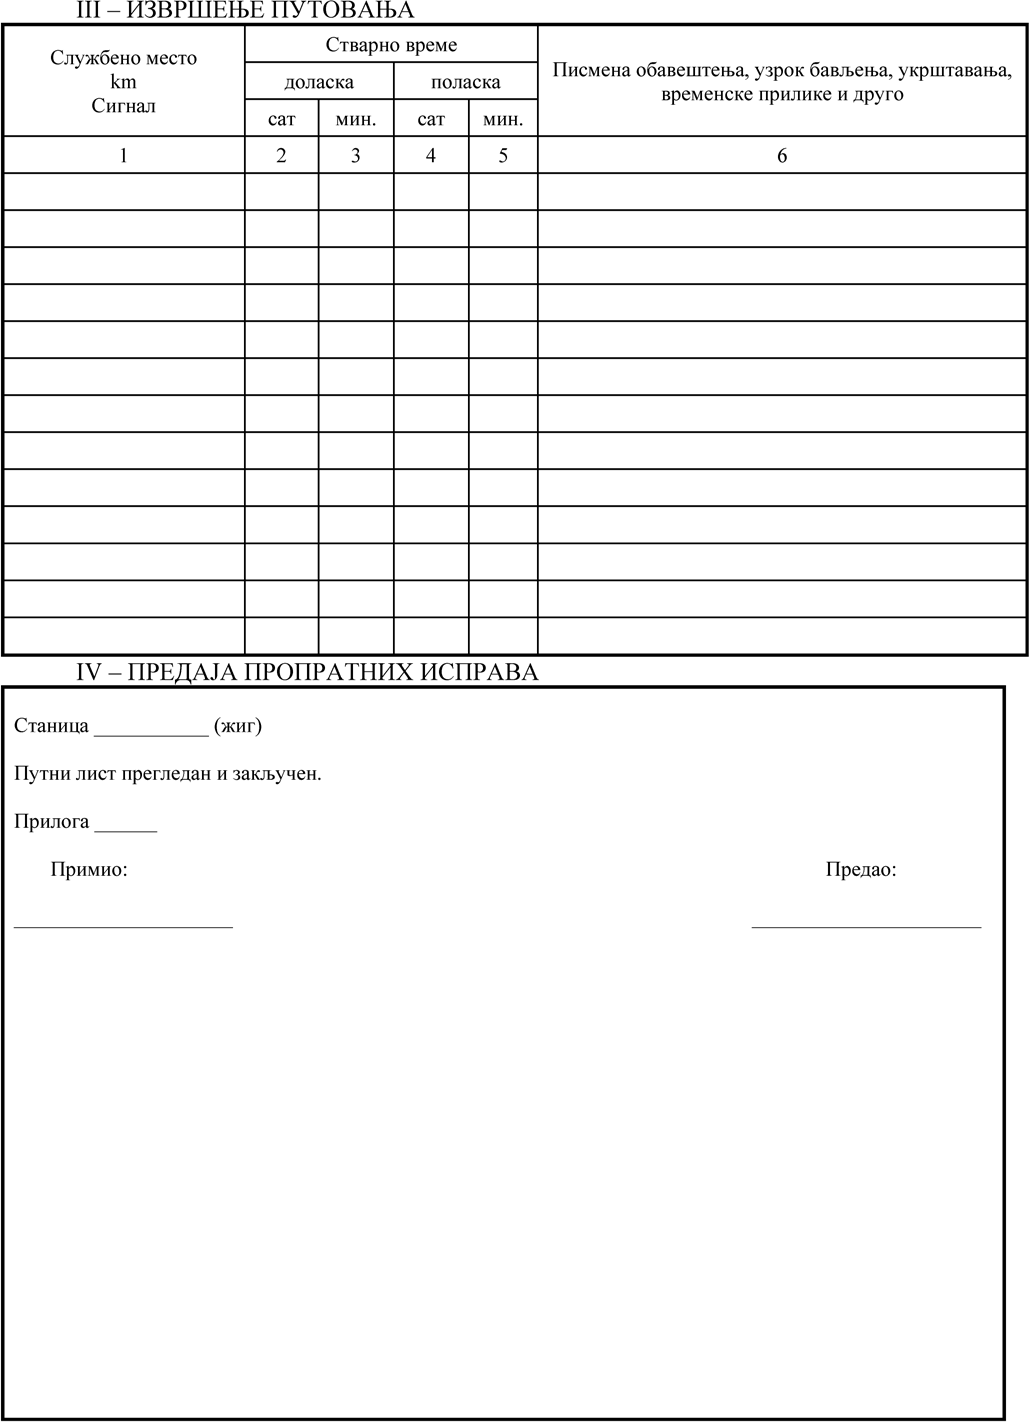 III – ИЗВРШЕЊЕ ПУТОВАЊА
Службено место
km
Сигнал
Стварно време
доласка
поласка
сат
мин.
сат
мин.
Писмена обавештења, узрок бављења, укрштавања,
временске прилике и друго
1
2
3
4
5
6
IV – ПРЕДАЈА ПРОПРАТНИХ ИСПРАВА
Станица ___________ (жиг)
Путни лист прегледан и закључен.
Прилога ______
Примио:
Предао:
_____________________
______________________